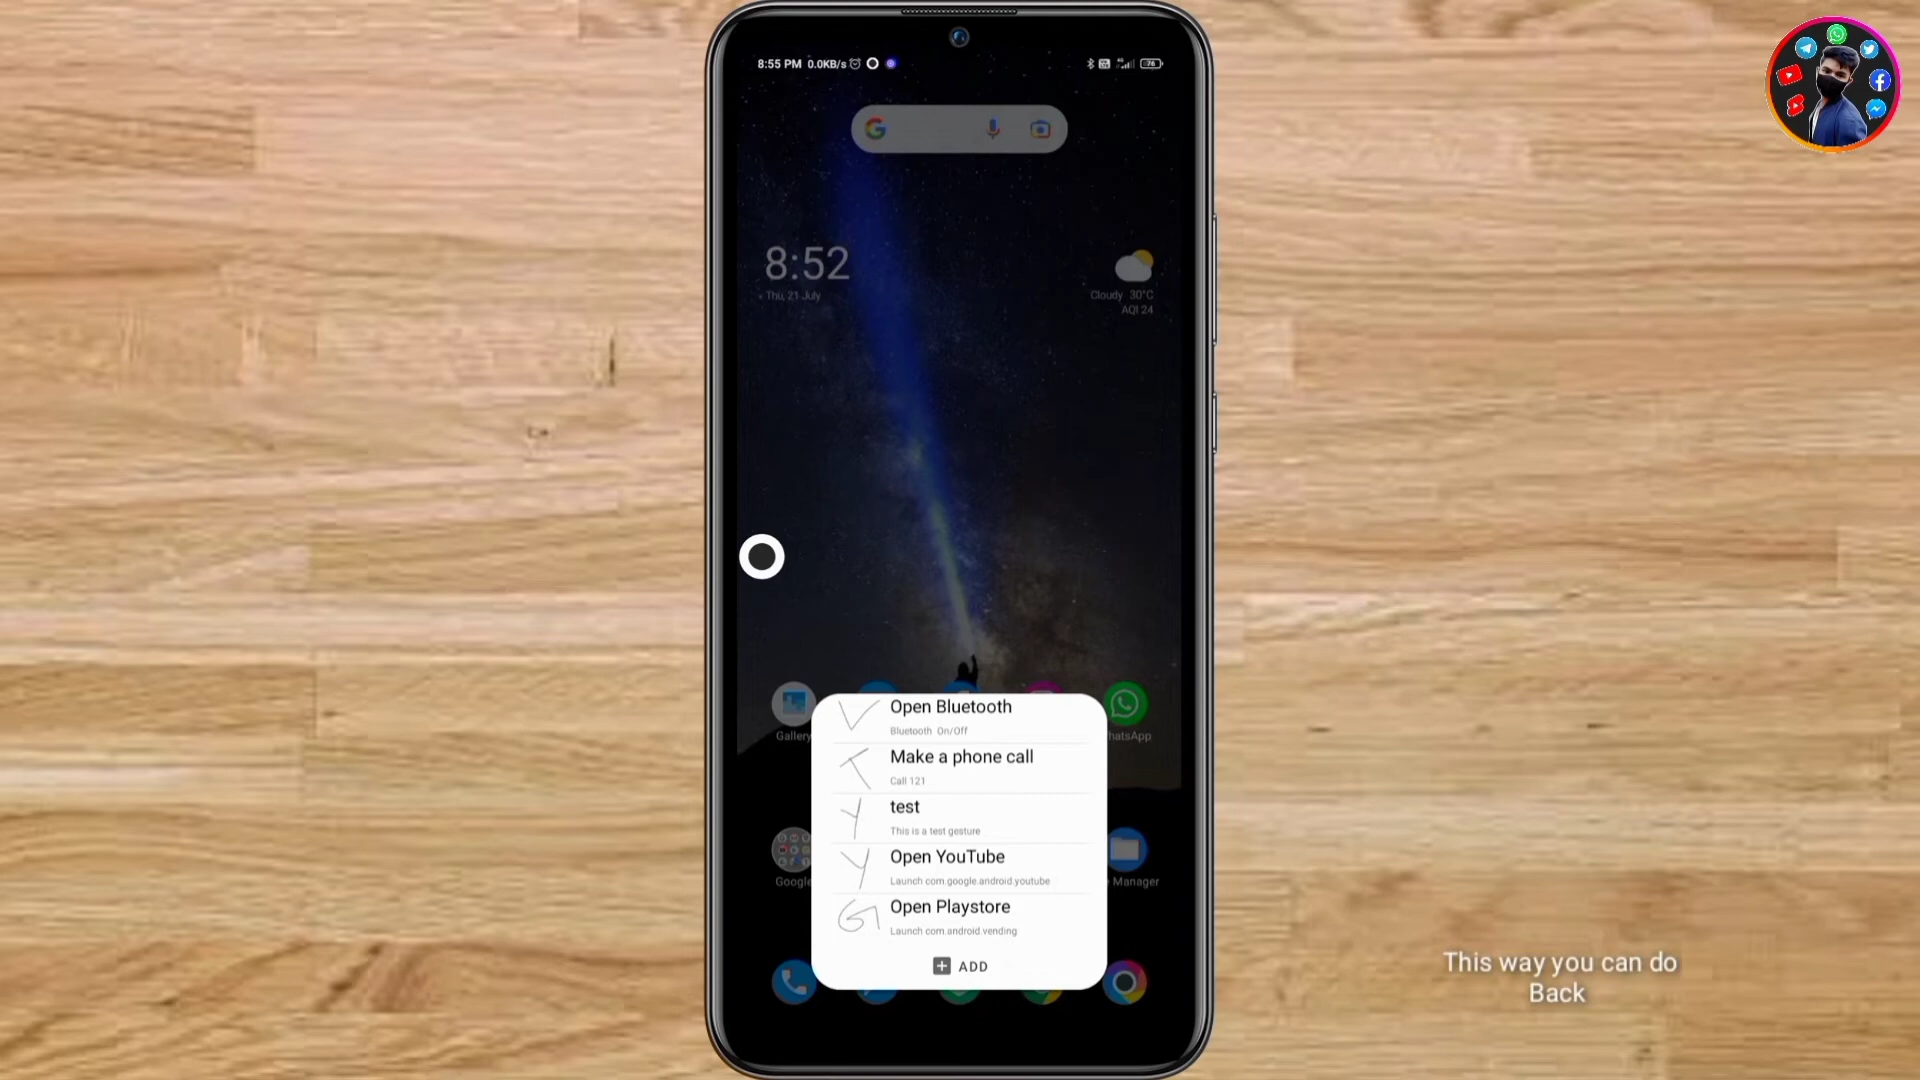 8:55 PM 0.0KB/s
76
8:52
Thu, 21 July
Cloudy 30°C
AQI 24
Gallery
hatsApp
Open Bluetooth
Bluetooth On/Off
Make a phone call
Call 121
test
This is a test gesture
Open YouTube
Launch com.google.android.youtube
Google
Manager
Open Playstore
Launch com.android.vending
ADD
This way you can do
Back